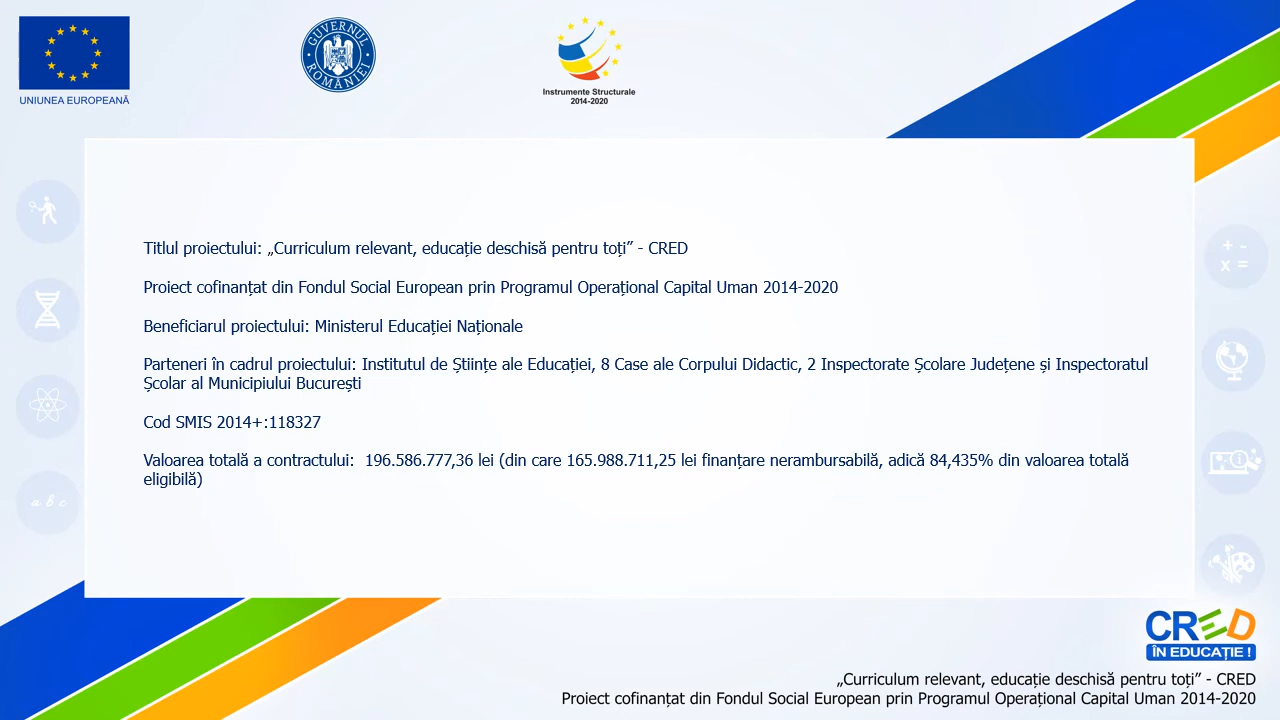 UNIUNEA EUROPEANĂ
GUVERNUL ROMÂNIEI
Instrumente Structurale
2014-2020
Titlul proiectului: „Curriculum relevant, educație deschisă pentru toți” - CRED
Proiect cofinanțat din Fondul Social European prin Programul Operațional Capital Uman 2014-2020
Beneficiarul proiectului: Ministerul Educației Naționale
Parteneri în cadrul proiectului: Institutul de Științe ale Educației, 8 Case ale Corpului Didactic, 2 Inspectorate Școlare Județene și Inspectoratul
Școlar al Municipiului București
Cod SMIS 2014+:118327
Valoarea totală a contractului:  196.586.777,36 lei (din care 165.988.711,25 lei finanțare nerambursabilă, adică 84,435% din valoarea totală
eligibilă)
+ -
x =
a b c
CRED
ÎN EDUCAȚIE !
„Curriculum relevant, educație deschisă pentru toți” - CRED
Proiect cofinanțat din Fondul Social European prin Programul Operațional Capital Uman 2014-2020